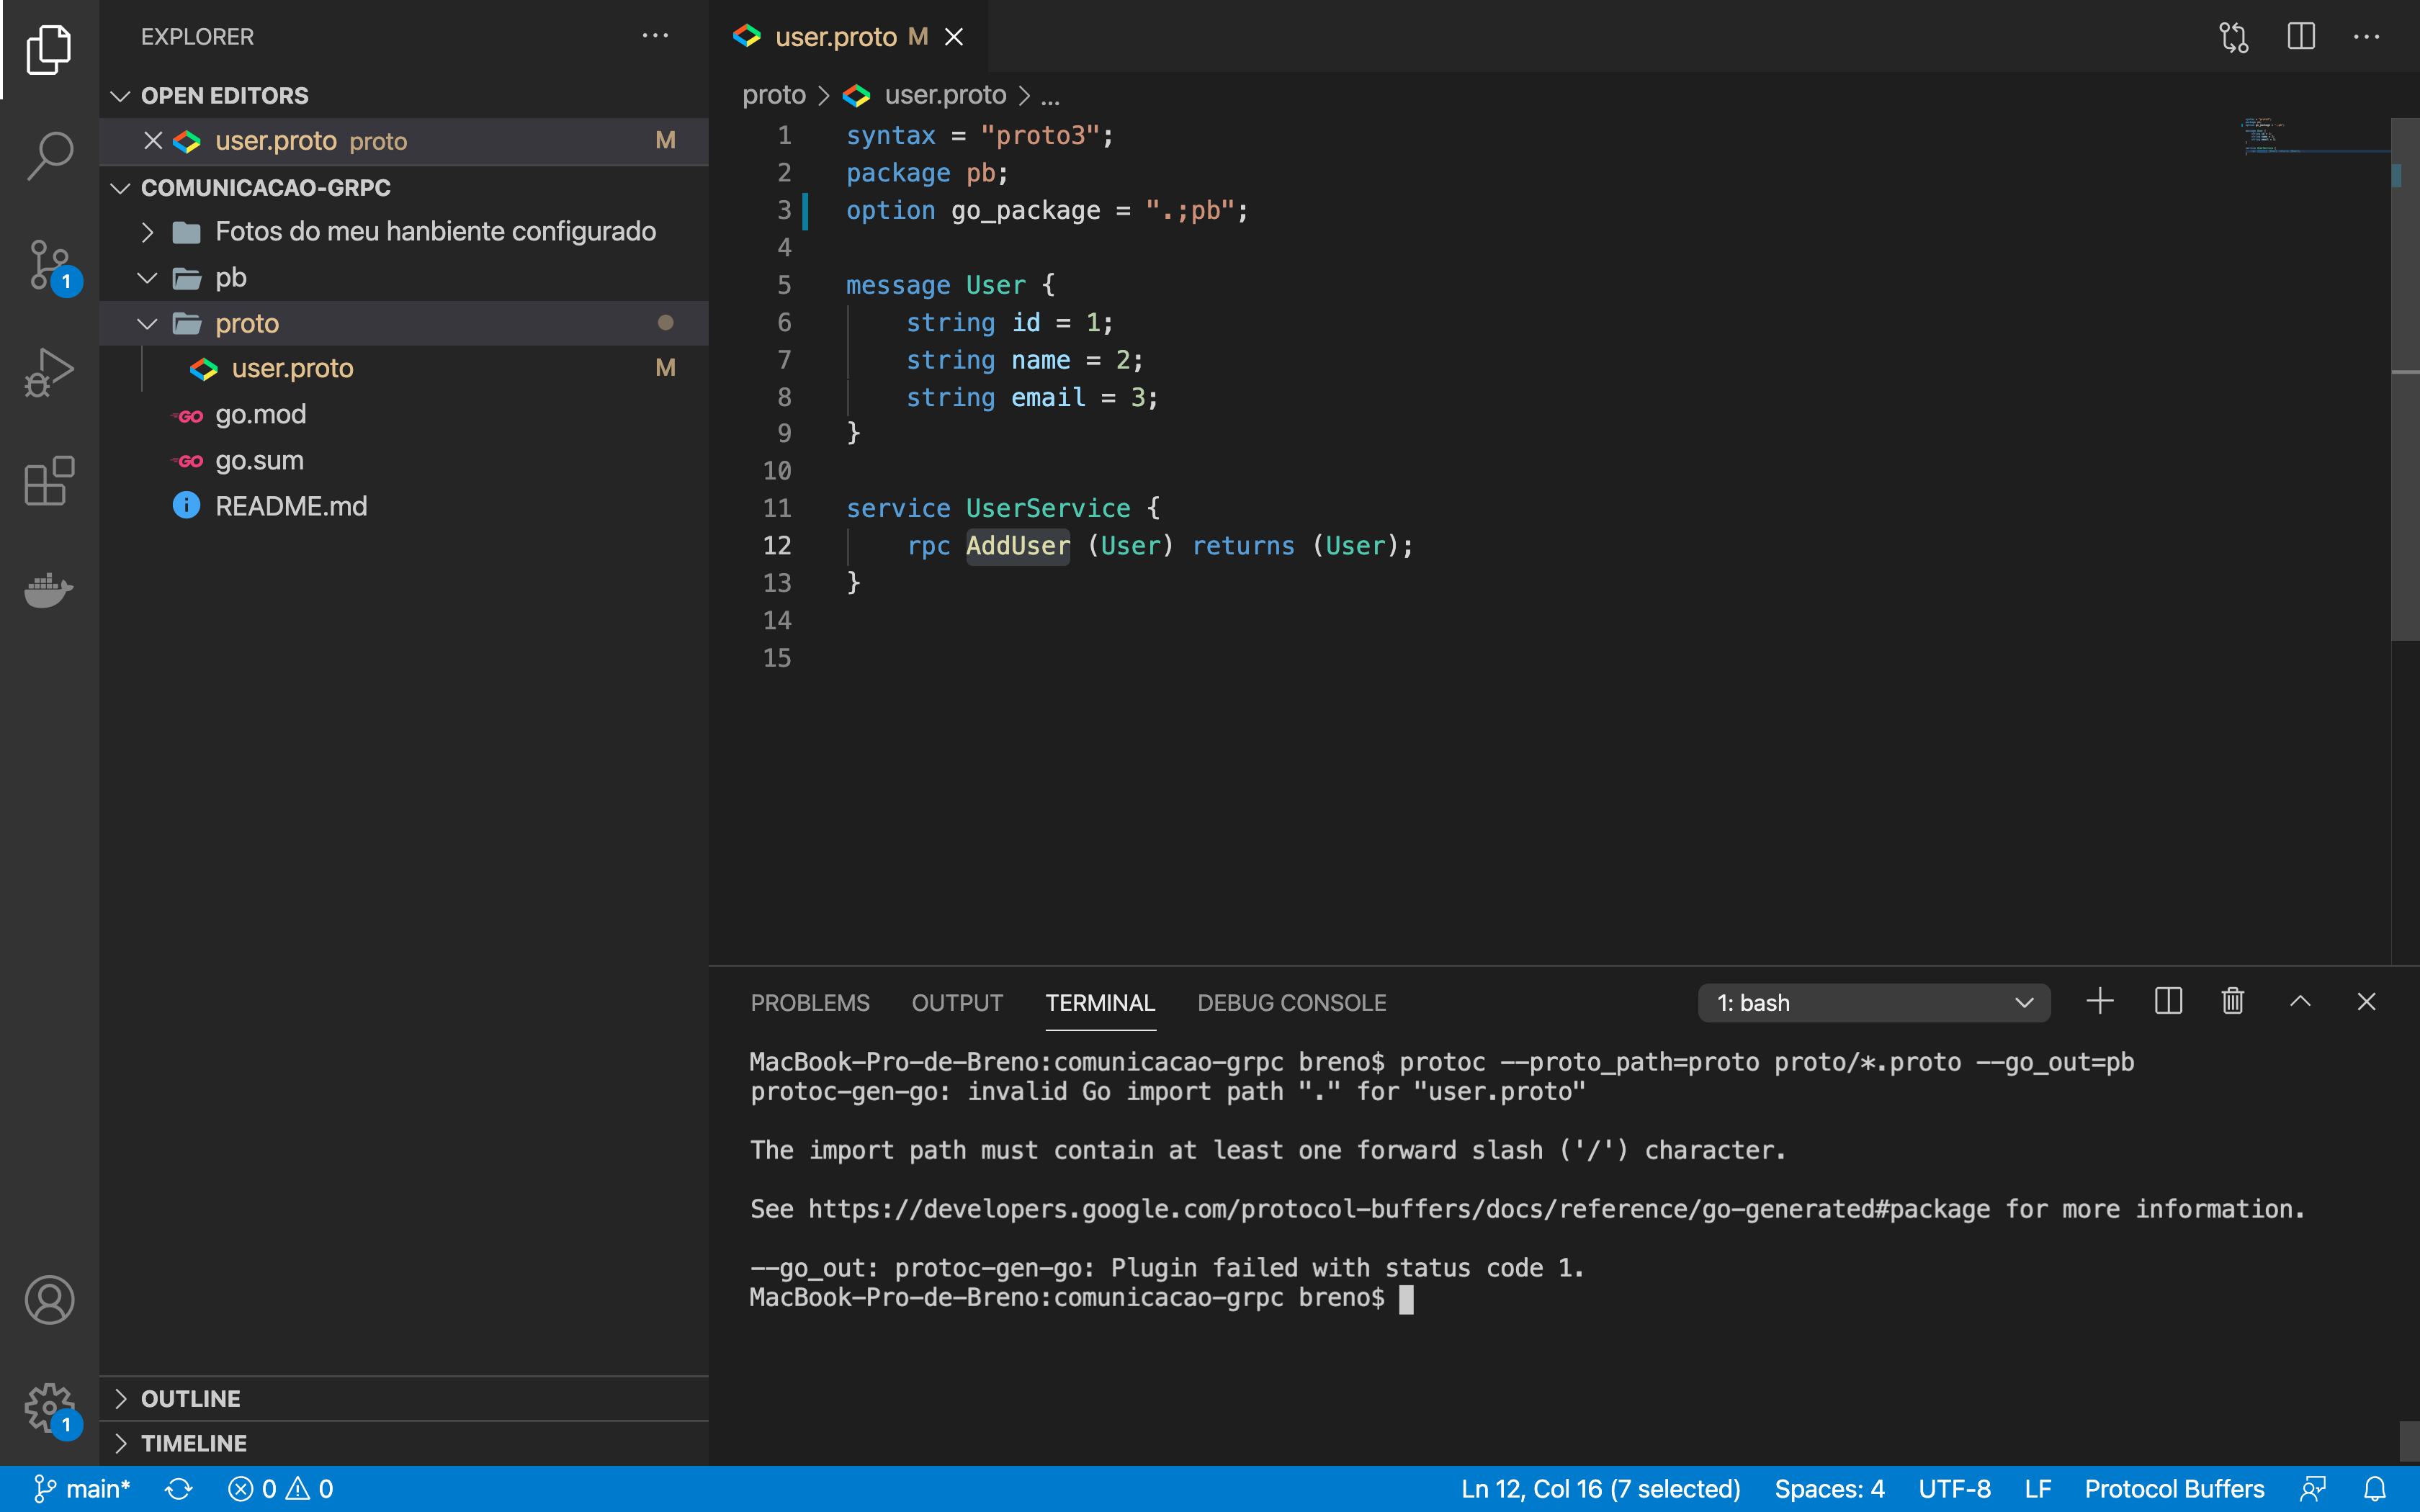 EXPLORER
OPEN EDITORS
user.proto proto M
COMUNICACAO-GRPC
Fotos do meu hanbiente configurado
pb
proto
user.proto M
GO go.mod
GO go.sum
README.md
OUTLINE
TIMELINE
1
1
user.proto M
proto > user.proto > ...
1 syntax = "proto3";
2 package pb;
3 option go_package = ".;pb";
4
5 message User {
6 string id = 1;
7 string name = 2;
8 string email = 3;
9 }
10
11 service UserService {
12 rpc AddUser (User) returns (User);
13 }
14
15
PROBLEMS OUTPUT TERMINAL DEBUG CONSOLE 1: bash
MacBook-Pro-de-Breno:comunicacao-grpc breno$ protoc --proto_path=proto proto/*.proto --go_out=pb
protoc-gen-go: invalid Go import path "." for "user.proto"
The import path must contain at least one forward slash ('/') character.
See https://developers.google.com/protocol-buffers/docs/reference/go-generated#package for more information.
--go_out: protoc-gen-go: Plugin failed with status code 1.
MacBook-Pro-de-Breno:comunicacao-grpc breno$
main* 0 0 Ln 12, Col 16 (7 selected) Spaces: 4 UTF-8 LF Protocol Buffers